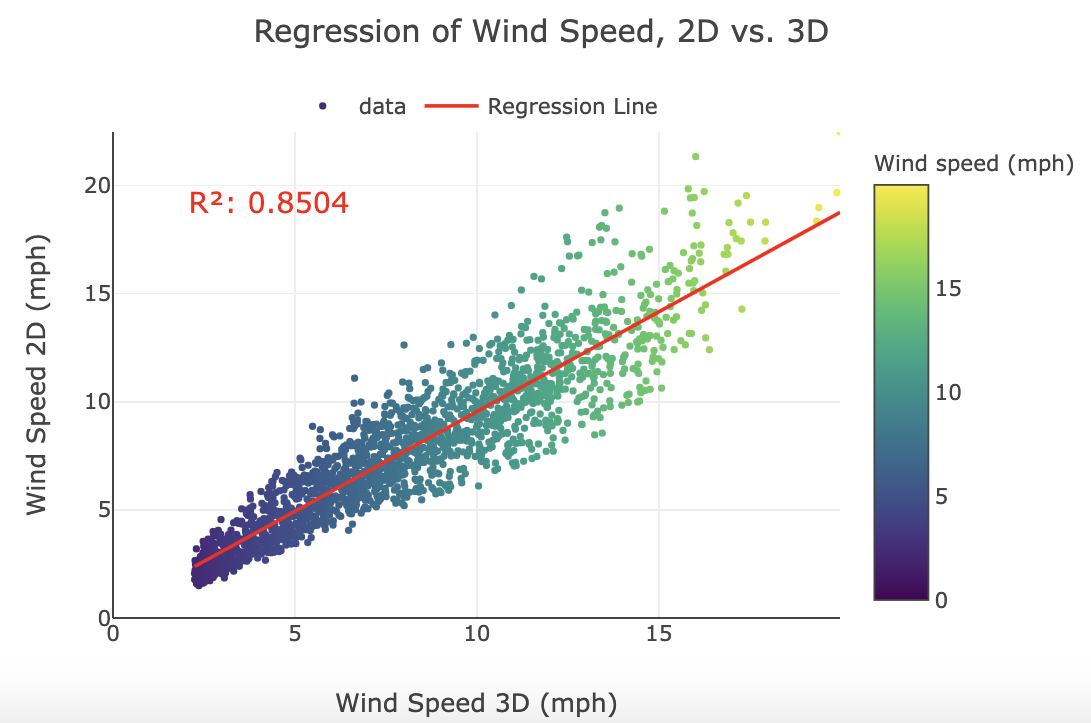 Regression of Wind Speed, 2D vs. 3D
data Regression Line
Wind speed (mph)
R²: 0.8504
Wind Speed 2D (mph)
20
15
10
5
0
0 5 10 15
Wind Speed 3D (mph)
15
10
5
0